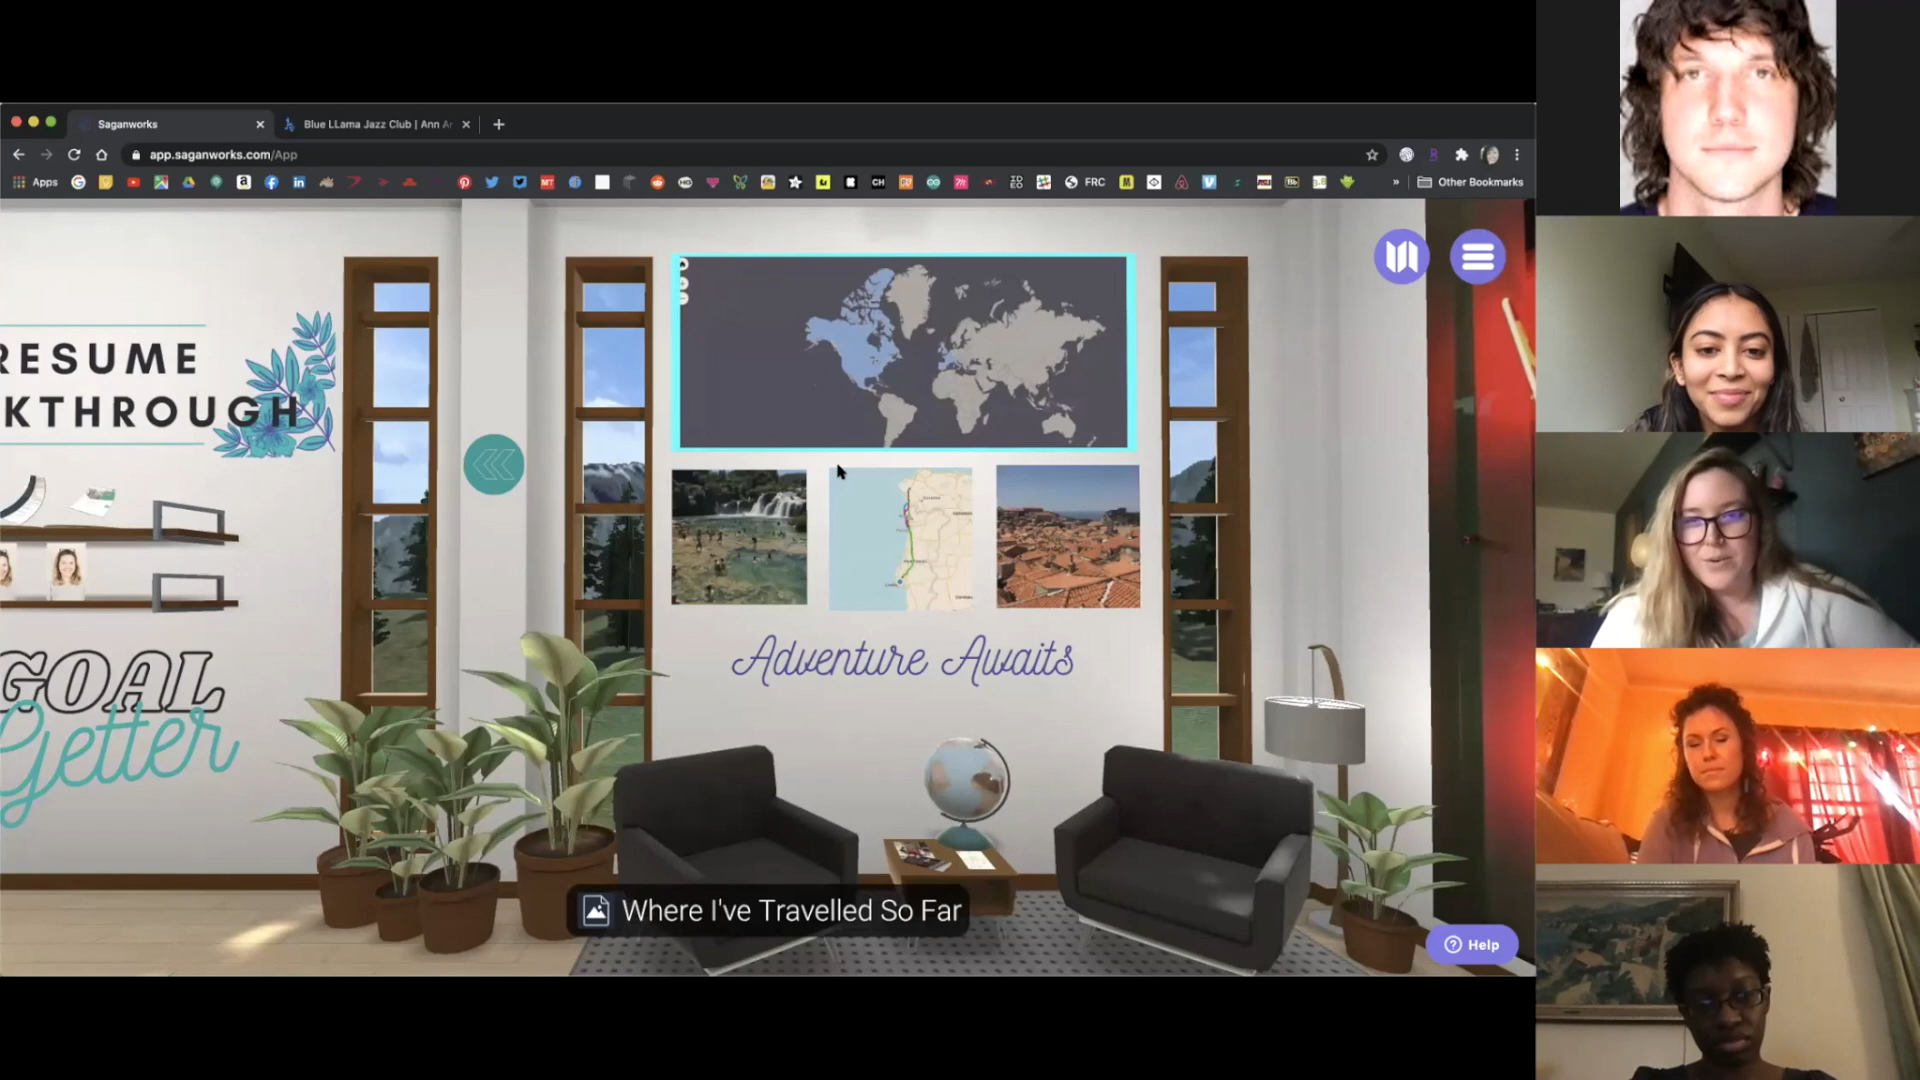 Saganworks
Blue LLama Jazz Club | Ann Ar
app.saganworks.com/App
Apps
FRC
Other Bookmarks
RESUME
KTHROUGH
GOAL
Getter
Adventure Awaits
Where I've Travelled So Far
Help